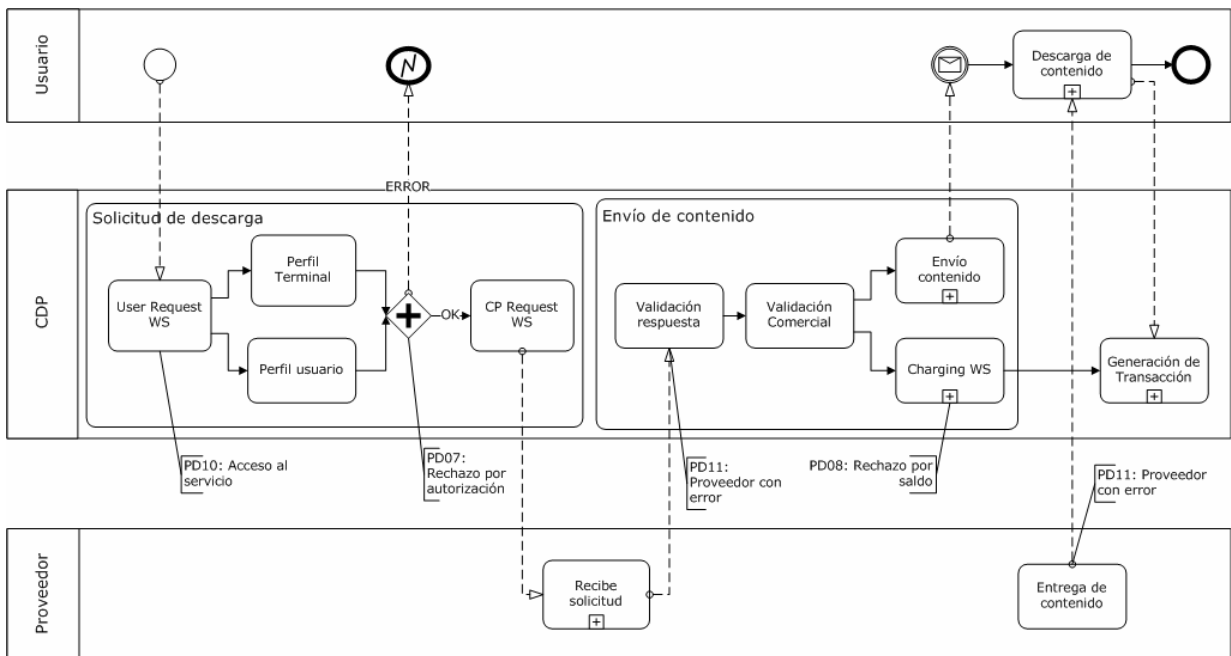 Usuario
Descarga de
contenido
ERROR
CDP
Solicitud de descarga
Perfil
Terminal
User Request
WS
Perfil usuario
OK
CP Request
WS
Envío de contenido
Validación
respuesta
Validación
Comercial
Envío
contenido
Charging WS
Generación de
Transacción
PD10: Acceso al
servicio
PD07:
Rechazo por
autorización
PD11:
Proveedor con
error
PD08: Rechazo por
saldo
PD11: Proveedor
con error
Proveedor
Recibe
solicitud
Entrega de
contenido